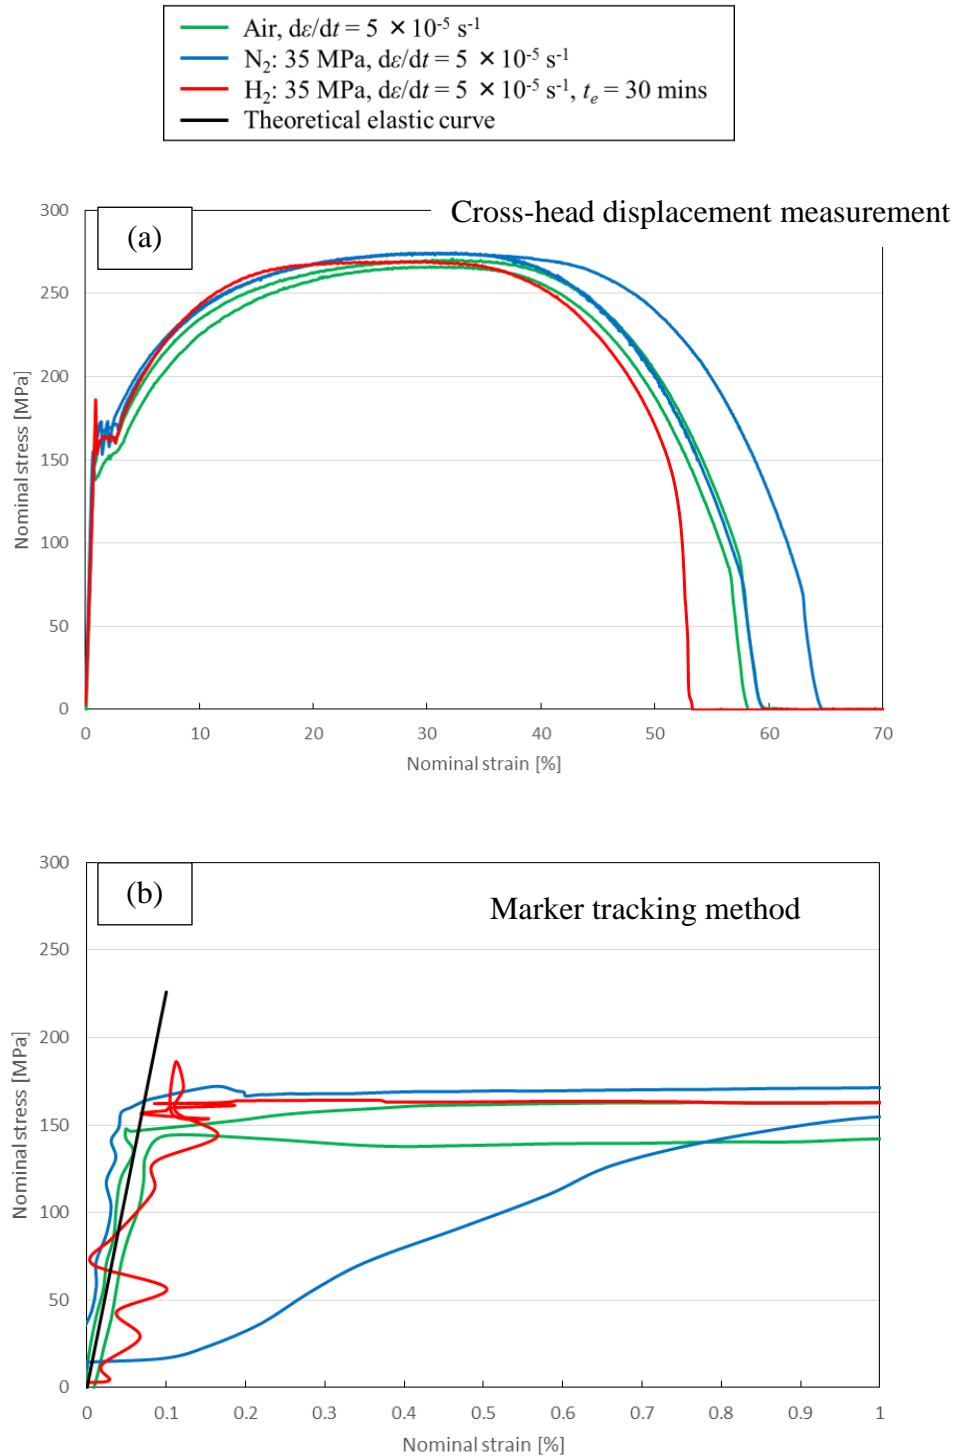 Air, dε/dt = 5 × 10⁻⁵ s⁻¹
N₂: 35 MPa, dε/dt = 5 × 10⁻⁵ s⁻¹
H₂: 35 MPa, dε/dt = 5 × 10⁻⁵ s⁻¹, tₑ = 30 mins
Theoretical elastic curve
Cross-head displacement measurement
(a)
300
250
200
150
100
50
0
Nominal stress [MPa]
0 10 20 30 40 50 60 70
Nominal strain [%]
(b)
Marker tracking method
300
250
200
150
100
50
0
Nominal stress [MPa]
0 0.1 0.2 0.3 0.4 0.5 0.6 0.7 0.8 0.9 1
Nominal strain [%]